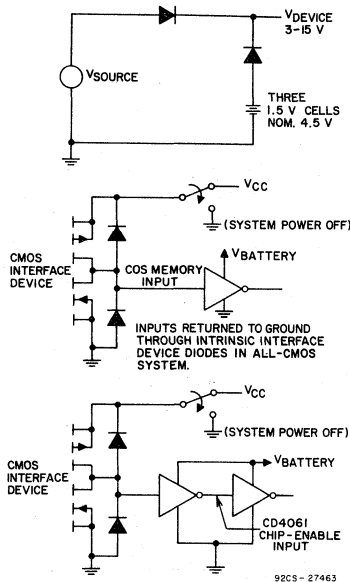 VDEVICE
3-15 V
VSOURCE
THREE
1.5 V CELLS
NOM. 4.5 V
VCC
(SYSTEM POWER OFF)
CMOS
INTERFACE
DEVICE
COS MEMORY
INPUT
VBATTERY
INPUTS RETURNED TO GROUND
THROUGH INTRINSIC INTERFACE
DEVICE DIODES IN ALL-CMOS
SYSTEM.
VCC
(SYSTEM POWER OFF)
CMOS
INTERFACE
DEVICE
VBATTERY
CD4061
CHIP-ENABLE
INPUT
92CS-27463